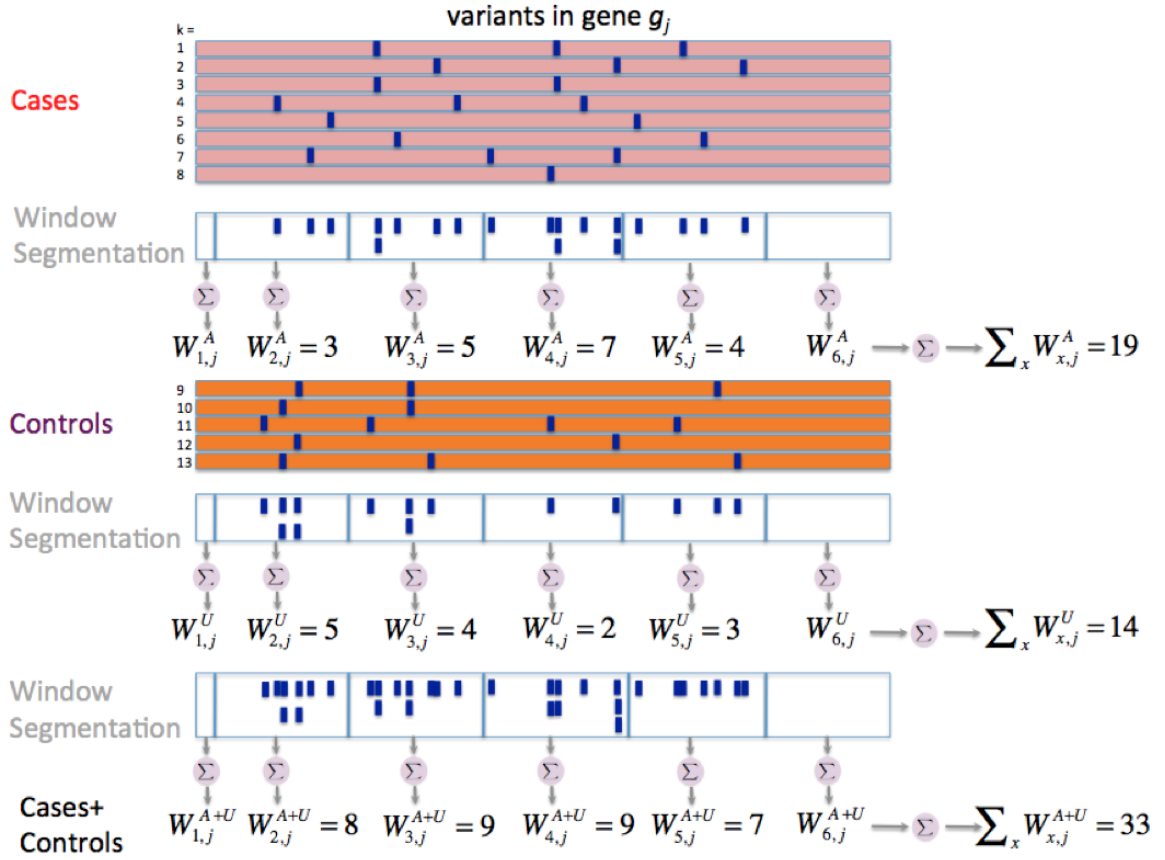 variants in gene g_j
k =
1
2
3
4
5
6
7
8
Cases
Window
Segmentation
Σ Σ Σ Σ Σ Σ
W^A_{1,j} W^A_{2,j} = 3 W^A_{3,j} = 5 W^A_{4,j} = 7 W^A_{5,j} = 4 W^A_{6,j} Σ ∑_x W^A_{x,j} = 19
9
10
11
12
13
Controls
Window
Segmentation
Σ Σ Σ Σ Σ Σ
W^U_{1,j} W^U_{2,j} = 5 W^U_{3,j} = 4 W^U_{4,j} = 2 W^U_{5,j} = 3 W^U_{6,j} Σ ∑_x W^U_{x,j} = 14
Window
Segmentation
Σ Σ Σ Σ Σ Σ
Cases+
Controls
W^{A+U}_{1,j} W^{A+U}_{2,j} = 8 W^{A+U}_{3,j} = 9 W^{A+U}_{4,j} = 9 W^{A+U}_{5,j} = 7 W^{A+U}_{6,j} Σ ∑_x W^{A+U}_{x,j} = 33